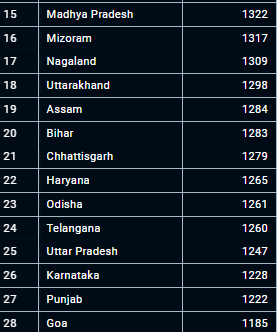 15 Madhya Pradesh 1322
16 Mizoram 1317
17 Nagaland 1309
18 Uttarakhand 1298
19 Assam 1284
20 Bihar 1283
21 Chhattisgarh 1279
22 Haryana 1265
23 Odisha 1261
24 Telangana 1260
25 Uttar Pradesh 1247
26 Karnataka 1228
27 Punjab 1222
28 Goa 1185